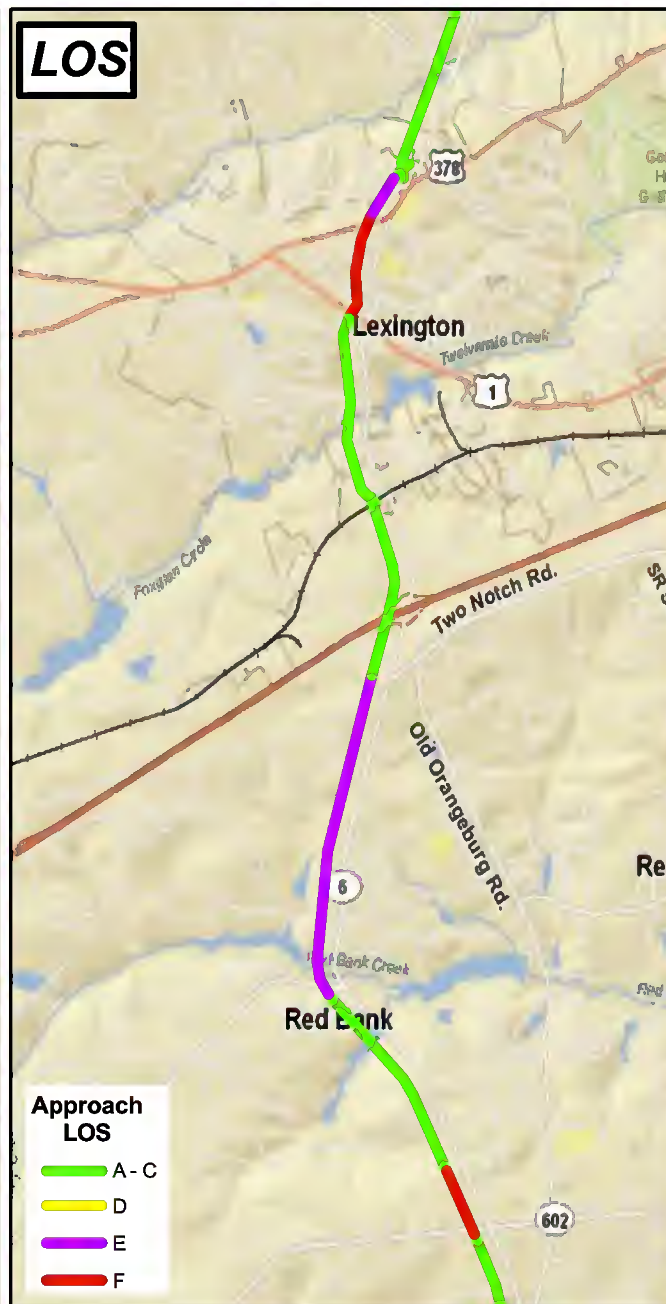 LOS
378
Lexington
Twelvemile Creek
1
Two Notch Rd.
Old Orangeburg Rd.
6
Bank Creek
Red Bank
602
Approach
LOS
A - C
D
E
F